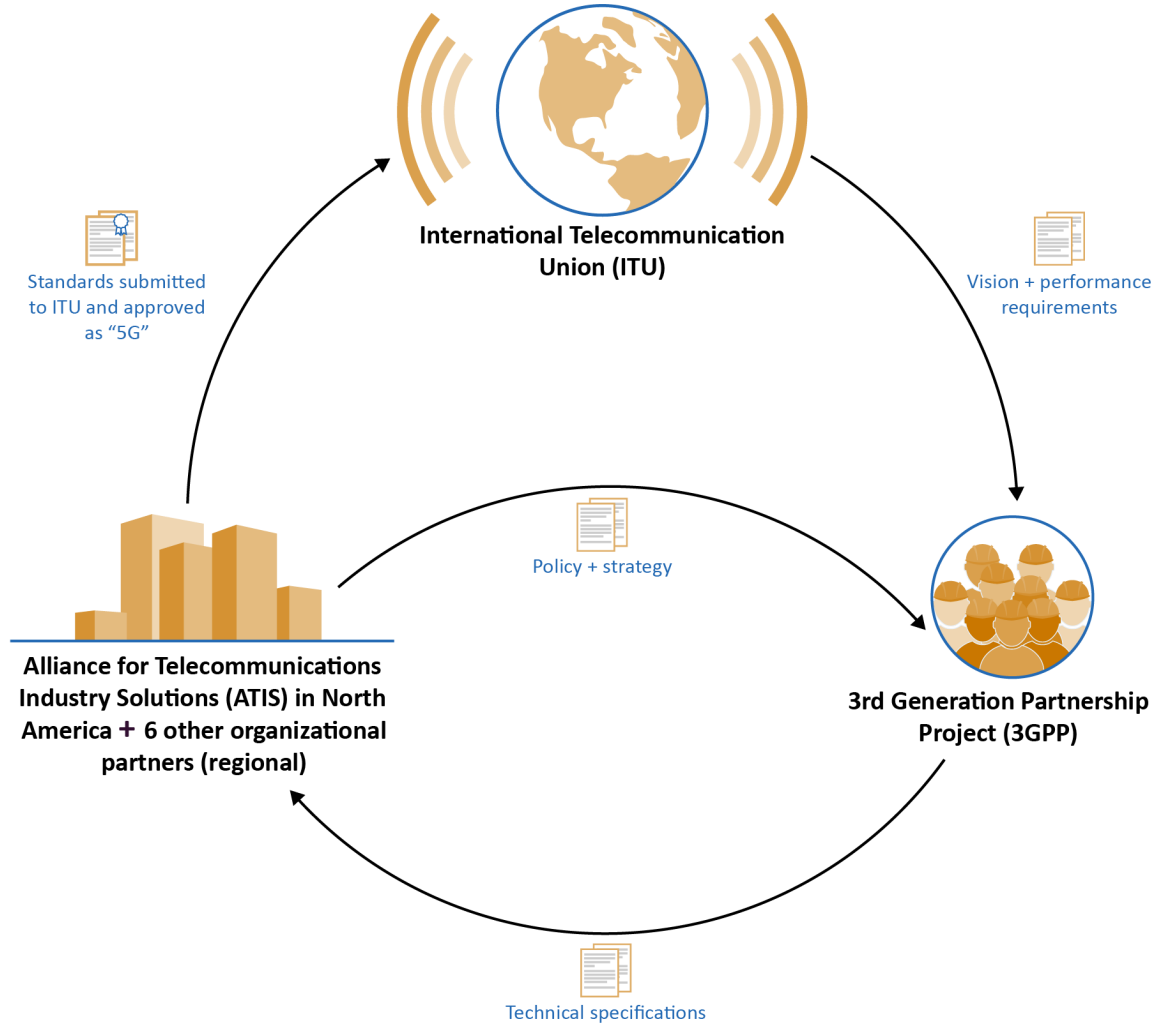 International Telecommunication
Union (ITU)
Standards submitted
to ITU and approved
as “5G”
Vision + performance
requirements
Policy + strategy
Alliance for Telecommunications
Industry Solutions (ATIS) in North
America + 6 other organizational
partners (regional)
3rd Generation Partnership
Project (3GPP)
Technical specifications